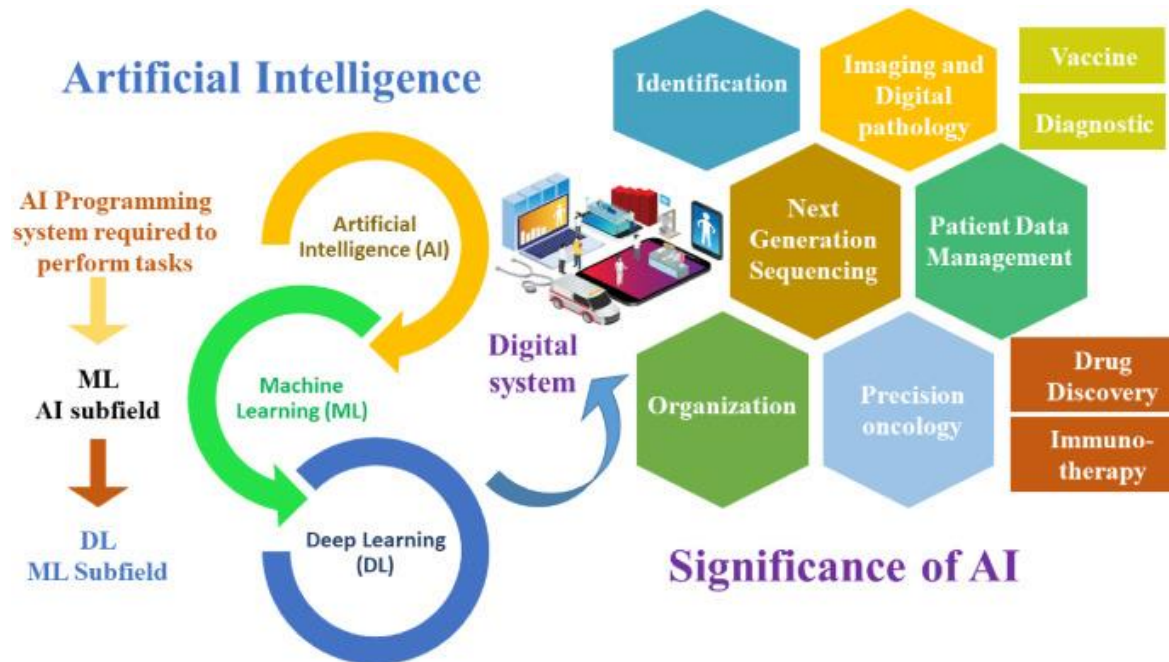 Artificial Intelligence
AI Programming
system required to
perform tasks
ML
AI subfield
DL
ML Subfield
Artificial
Intelligence (AI)
Machine
Learning (ML)
Deep Learning
(DL)
Digital
system
Identification
Imaging and
Digital
pathology
Vaccine
Diagnostic
Next
Generation
Sequencing
Patient Data
Management
Organization
Precision
oncology
Drug
Discovery
Immuno-
therapy
Significance of AI